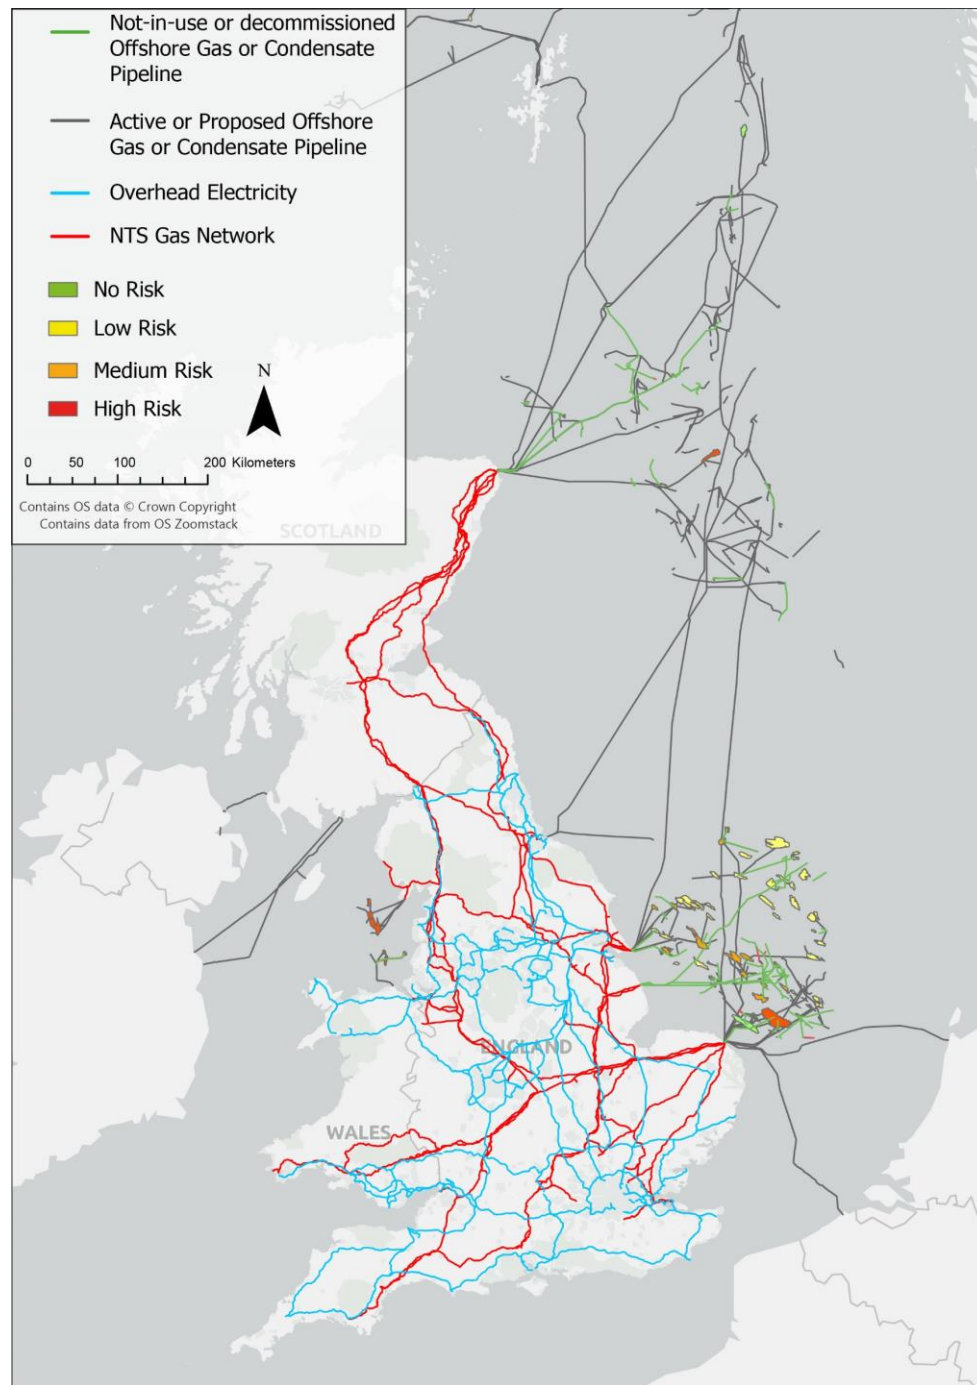 Not-in-use or decommissioned
Offshore Gas or Condensate
Pipeline
Active or Proposed Offshore
Gas or Condensate Pipeline
Overhead Electricity
NTS Gas Network
No Risk
Low Risk
Medium Risk
High Risk
N
0 50 100 200 Kilometers
Contains OS data © Crown Copyright
Contains data from OS Zoomstack
SCOTLAND
ENGLAND
WALES